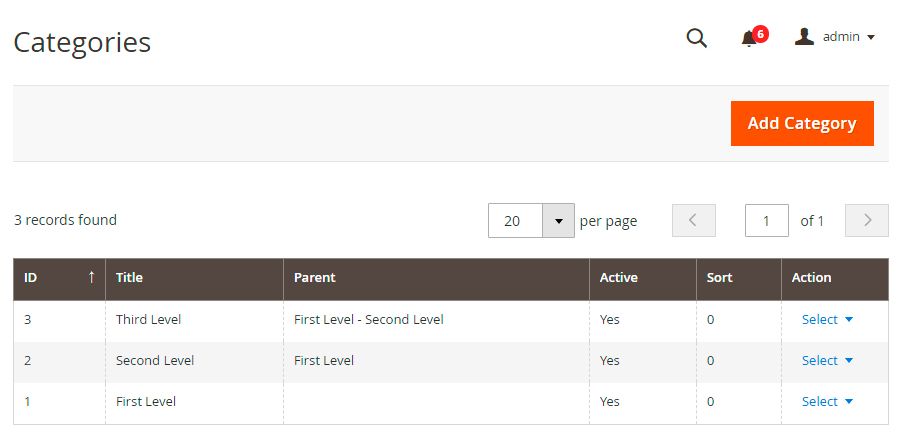 Categories
6
admin
Add Category
3 records found
20 per page
1 of 1
ID ↑ Title Parent Active Sort Action
3 Third Level First Level - Second Level Yes 0 Select
2 Second Level First Level Yes 0 Select
1 First Level Yes 0 Select